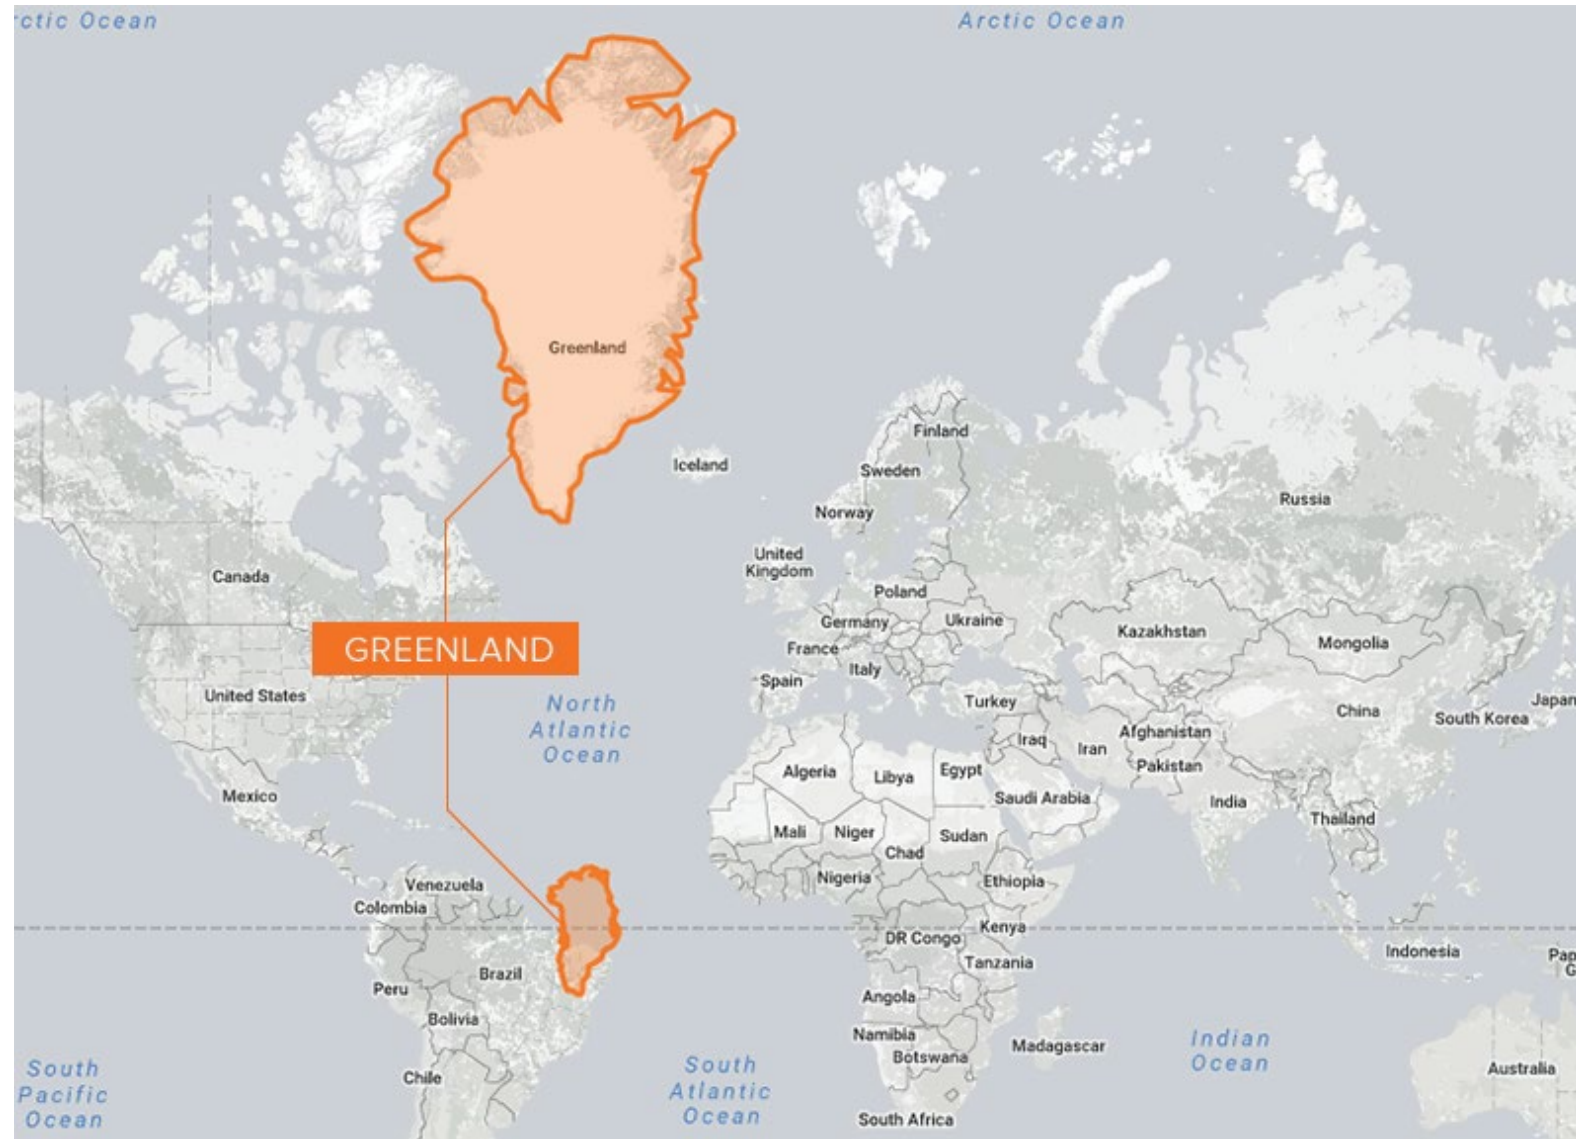 rctic Ocean
Arctic Ocean
Greenland
Finland
Iceland
Sweden
Russia
Norway
United
Kingdom
Canada
Poland
Germany
Ukraine
Kazakhstan
Mongolia
GREENLAND
France
Italy
Spain
United States
Turkey
China
Japan
South Korea
North
Atlantic
Ocean
Afghanistan
Iraq
Iran
Pakistan
Algeria
Libya
Egypt
Mexico
Saudi Arabia
India
Thailand
Mali
Niger
Sudan
Chad
Venezuela
Nigeria
Ethiopia
Colombia
Kenya
DR Congo
Indonesia
Pap
G
Tanzania
Brazil
Peru
Angola
Bolivia
Namibia
Botswana
Madagascar
Indian
Ocean
South
Pacific
Ocean
Chile
South
Atlantic
Ocean
Australia
South Africa